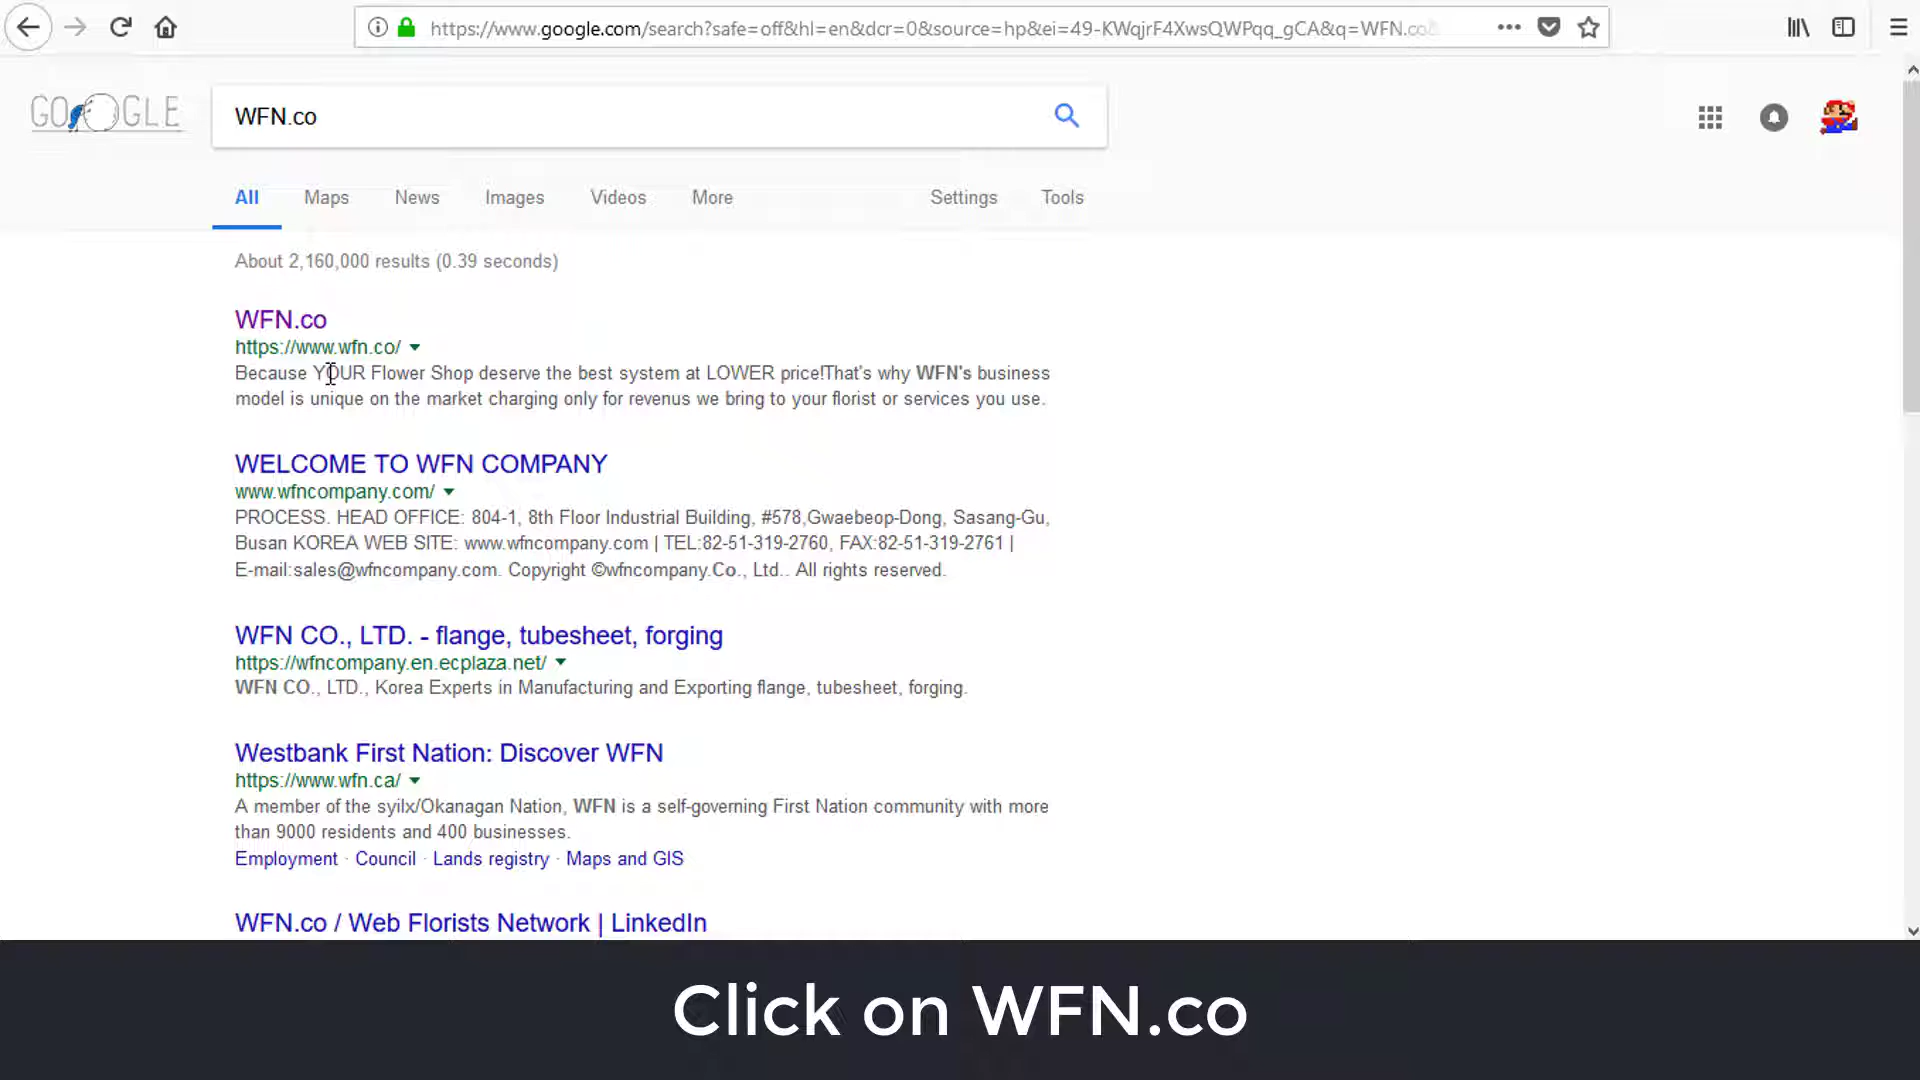 https://www.google.com/search?safe=off&hl=en&dcr=0&source=hp&ei=49-KWqjrF4XwsQWPqq_gCA&q=WFN.co&
GOOGLE
WFN.co
All Maps News Images Videos More Settings Tools
About 2,160,000 results (0.39 seconds)
WFN.co
https://www.wfn.co/
Because YOUR Flower Shop deserve the best system at LOWER price!That's why WFN's business
model is unique on the market charging only for revenus we bring to your florist or services you use.
WELCOME TO WFN COMPANY
www.wfncompany.com/
PROCESS. HEAD OFFICE: 804-1, 8th Floor Industrial Building, #578,Gwaebeop-Dong, Sasang-Gu,
Busan KOREA WEB SITE: www.wfncompany.com | TEL:82-51-319-2760, FAX:82-51-319-2761 |
E-mail:sales@wfncompany.com. Copyright ©wfncompany.Co., Ltd.. All rights reserved.
WFN CO., LTD. - flange, tubesheet, forging
https://wfncompany.en.ecplaza.net/
WFN CO., LTD., Korea Experts in Manufacturing and Exporting flange, tubesheet, forging.
Westbank First Nation: Discover WFN
https://www.wfn.ca/
A member of the syilx/Okanagan Nation, WFN is a self-governing First Nation community with more
than 9000 residents and 400 businesses.
Employment · Council · Lands registry · Maps and GIS
WFN.co / Web Florists Network | LinkedIn
Click on WFN.co